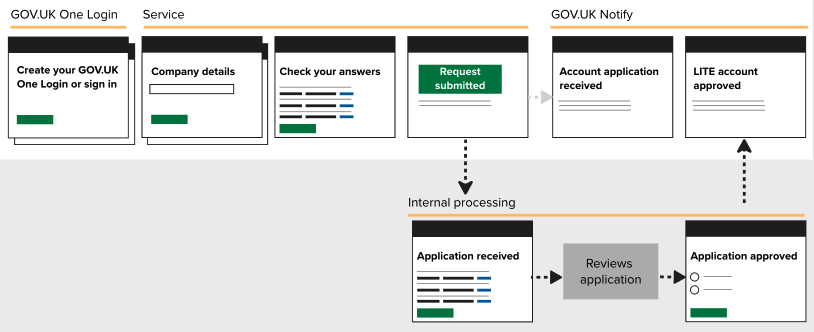 GOV.UK One Login
Service
GOV.UK Notify
Create your GOV.UK
One Login or sign in
Company details
Check your answers
Request
submitted
Account application
received
LITE account
approved
Internal processing
Application received
Reviews
application
Application approved